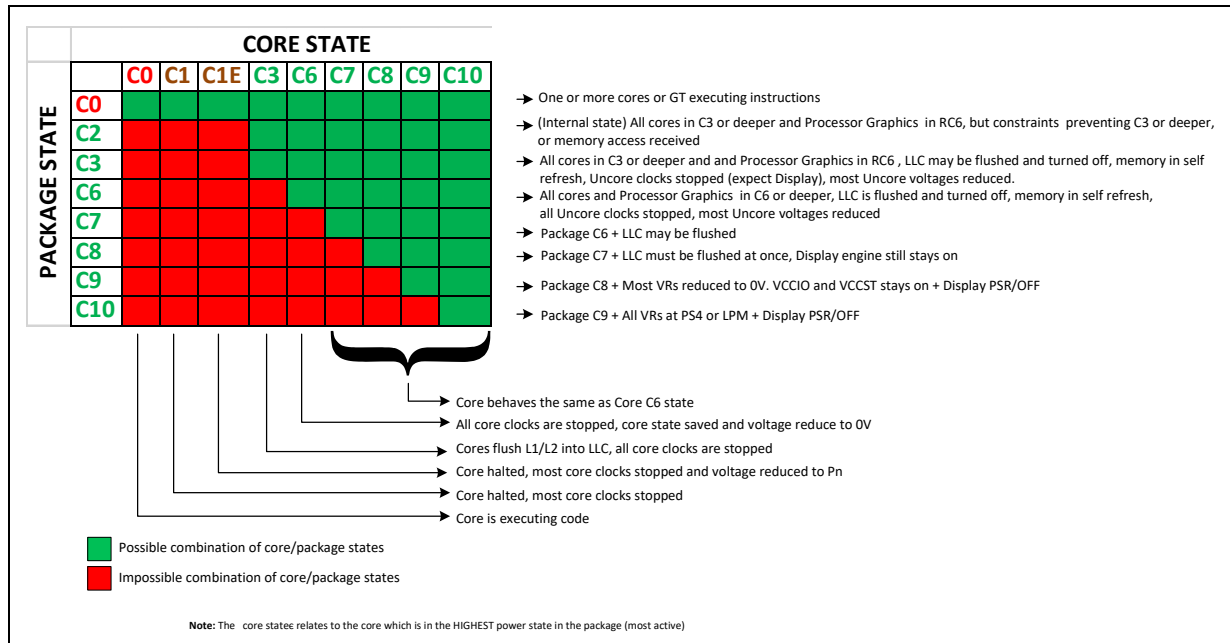 CORE STATE
C0 C1 C1E C3 C6 C7 C8 C9 C10
PACKAGE STATE
C0
C2
C3
C6
C7
C8
C9
C10
One or more cores or GT executing instructions
(Internal state) All cores in C3 or deeper and Processor Graphics in RC6, but constraints preventing C3 or deeper,
or memory access received
All cores in C3 or deeper and and Processor Graphics in RC6 , LLC may be flushed and turned off, memory in self
refresh, Uncore clocks stopped (expect Display), most Uncore voltages reduced.
All cores and Processor Graphics in C6 or deeper, LLC is flushed and turned off, memory in self refresh,
all Uncore clocks stopped, most Uncore voltages reduced
Package C6 + LLC may be flushed
Package C7 + LLC must be flushed at once, Display engine still stays on
Package C8 + Most VRs reduced to 0V. VCCIO and VCCST stays on + Display PSR/OFF
Package C9 + All VRs at PS4 or LPM + Display PSR/OFF
Core behaves the same as Core C6 state
All core clocks are stopped, core state saved and voltage reduce to 0V
Cores flush L1/L2 into LLC, all core clocks are stopped
Core halted, most core clocks stopped and voltage reduced to Pn
Core halted, most core clocks stopped
Core is executing code
Possible combination of core/package states
Impossible combination of core/package states
Note: The core statee relates to the core which is in the HIGHEST power state in the package (most active)